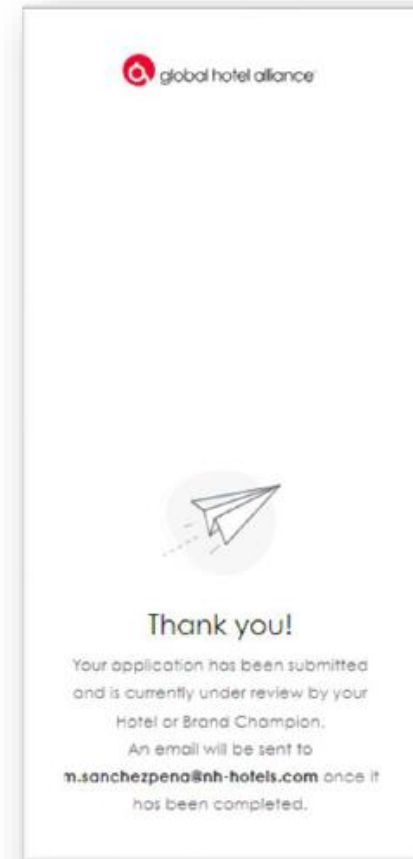 global hotel alliance
Thank you!
Your application has been submitted
and is currently under review by your
Hotel or Brand Champion.
An email will be sent to
m.sanchezpena@nh-hotels.com once it
has been completed.